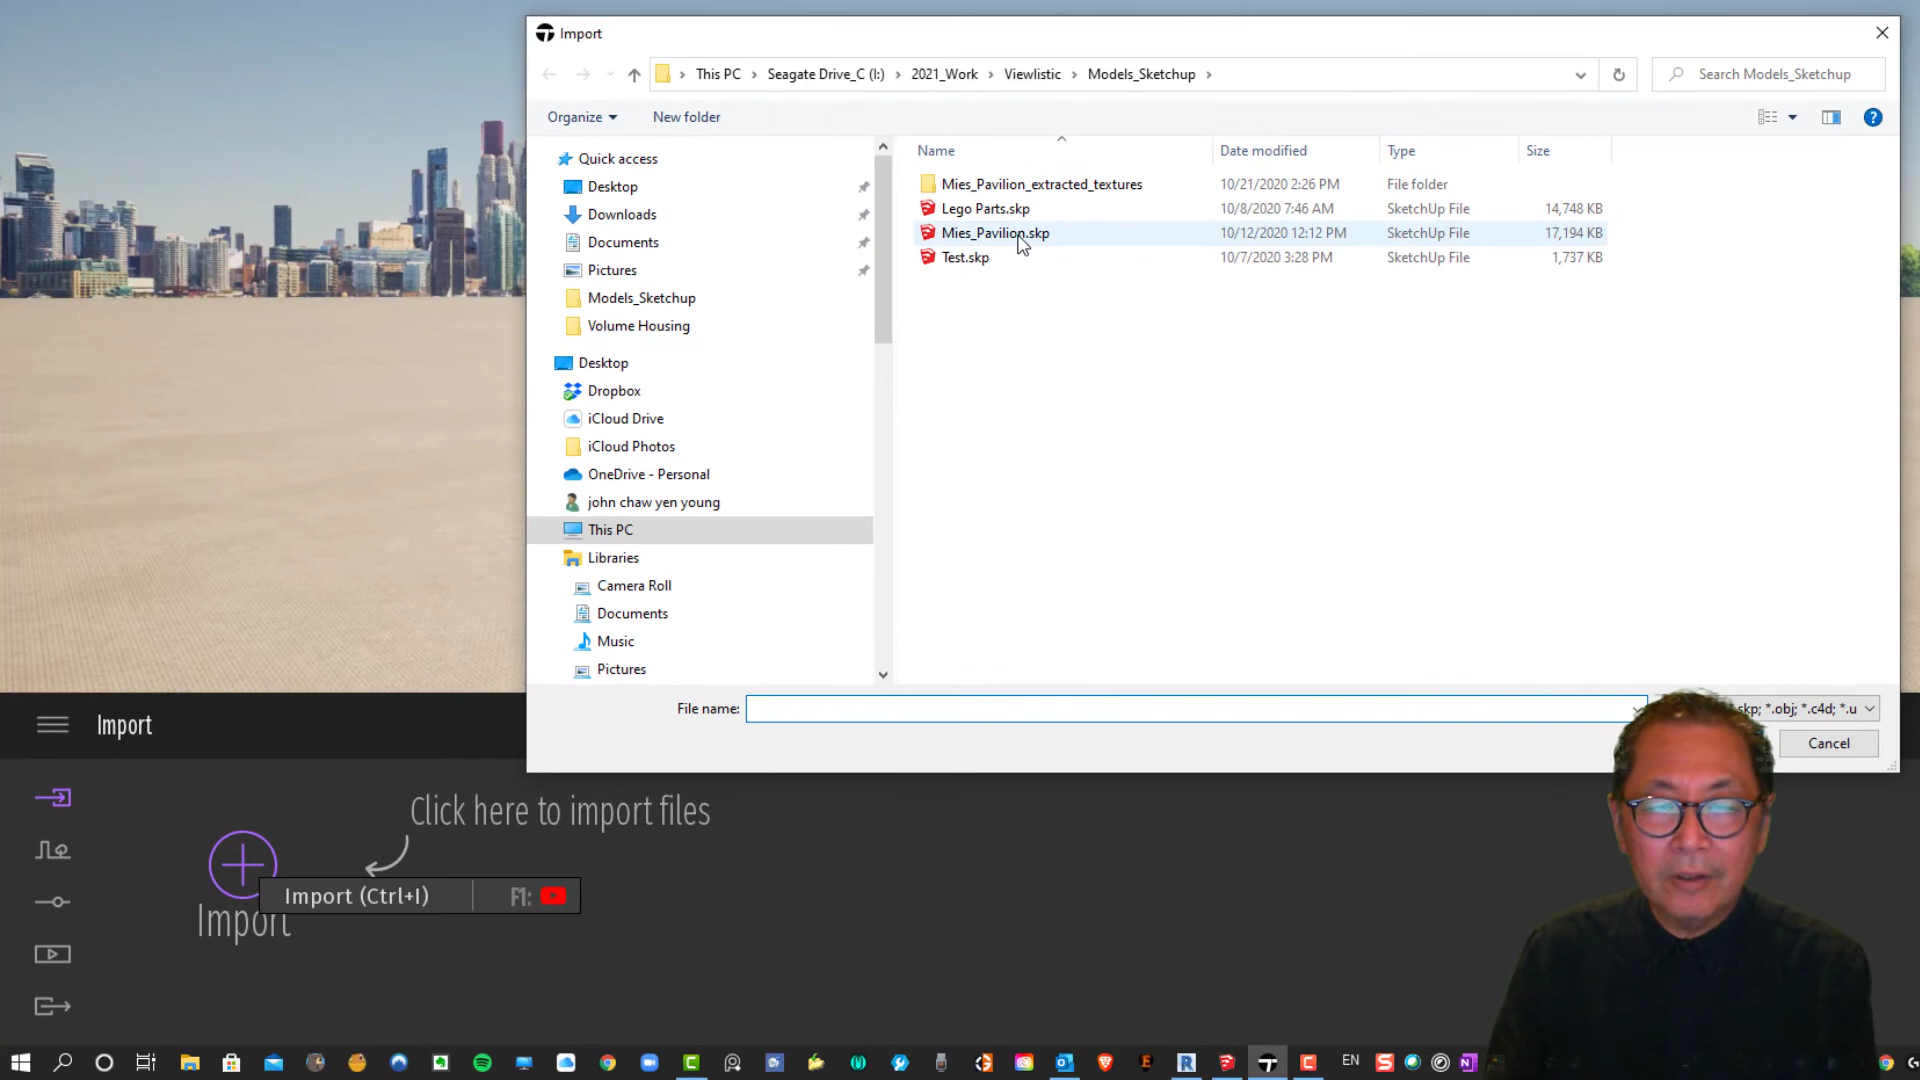 Import
This PC > Seagate Drive_C (I:) > 2021_Work > Viewlistic > Models_Sketchup >
Search Models_Sketchup
Organize
New folder
Quick access
Desktop
Downloads
Documents
Pictures
Models_Sketchup
Volume Housing
Desktop
Dropbox
iCloud Drive
iCloud Photos
OneDrive - Personal
john chaw yen young
This PC
Libraries
Camera Roll
Documents
Music
Pictures
Name Date modified Type Size
Mies_Pavilion_extracted_textures 10/21/2020 2:26 PM File folder
Lego Parts.skp 10/8/2020 7:46 AM SketchUp File 14,748 KB
Mies_Pavilion.skp 10/12/2020 12:12 PM SketchUp File 17,194 KB
Test.skp 10/7/2020 3:28 PM SketchUp File 1,737 KB
File name:
skp; *.obj; *.c4d; *.u
Cancel
Import
Click here to import files
Import (Ctrl+I) F1:
Import
EN